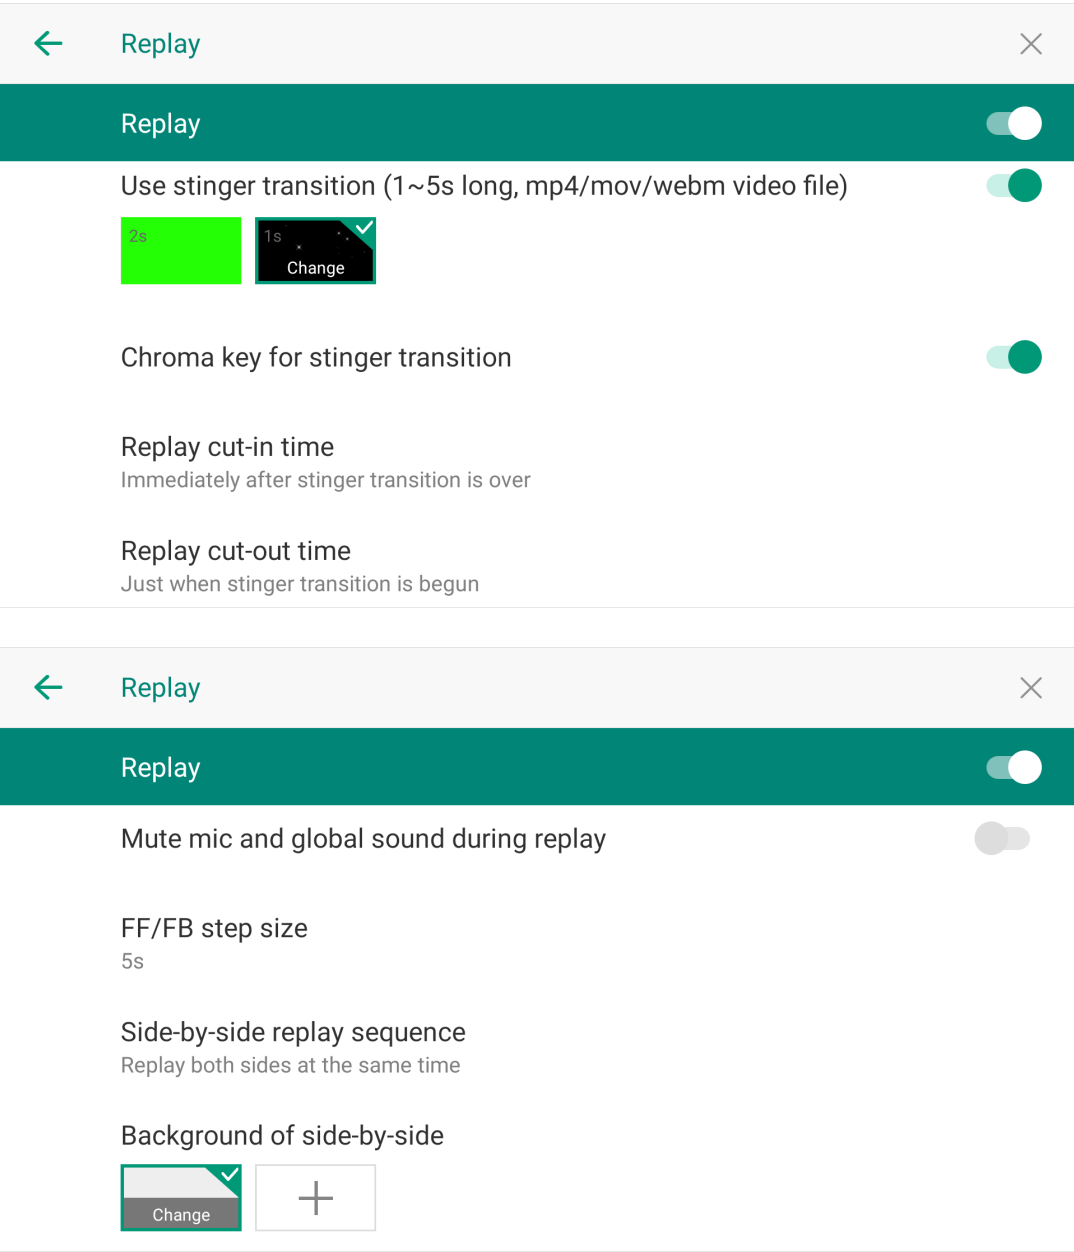 Replay
Replay
Use stinger transition (1~5s long, mp4/mov/webm video file)
2s
1s
Change
Chroma key for stinger transition
Replay cut-in time
Immediately after stinger transition is over
Replay cut-out time
Just when stinger transition is begun
Replay
Replay
Mute mic and global sound during replay
FF/FB step size
5s
Side-by-side replay sequence
Replay both sides at the same time
Background of side-by-side
Change